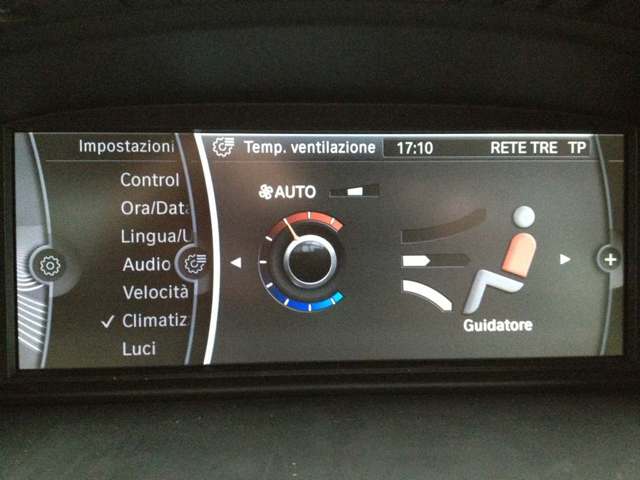 Impostazioni
Control
Ora/Data
Lingua/U
Audio
Velocità
Climatiz
Luci
Temp. ventilazione 17:10 RETE TRE TP
AUTO
Guidatore